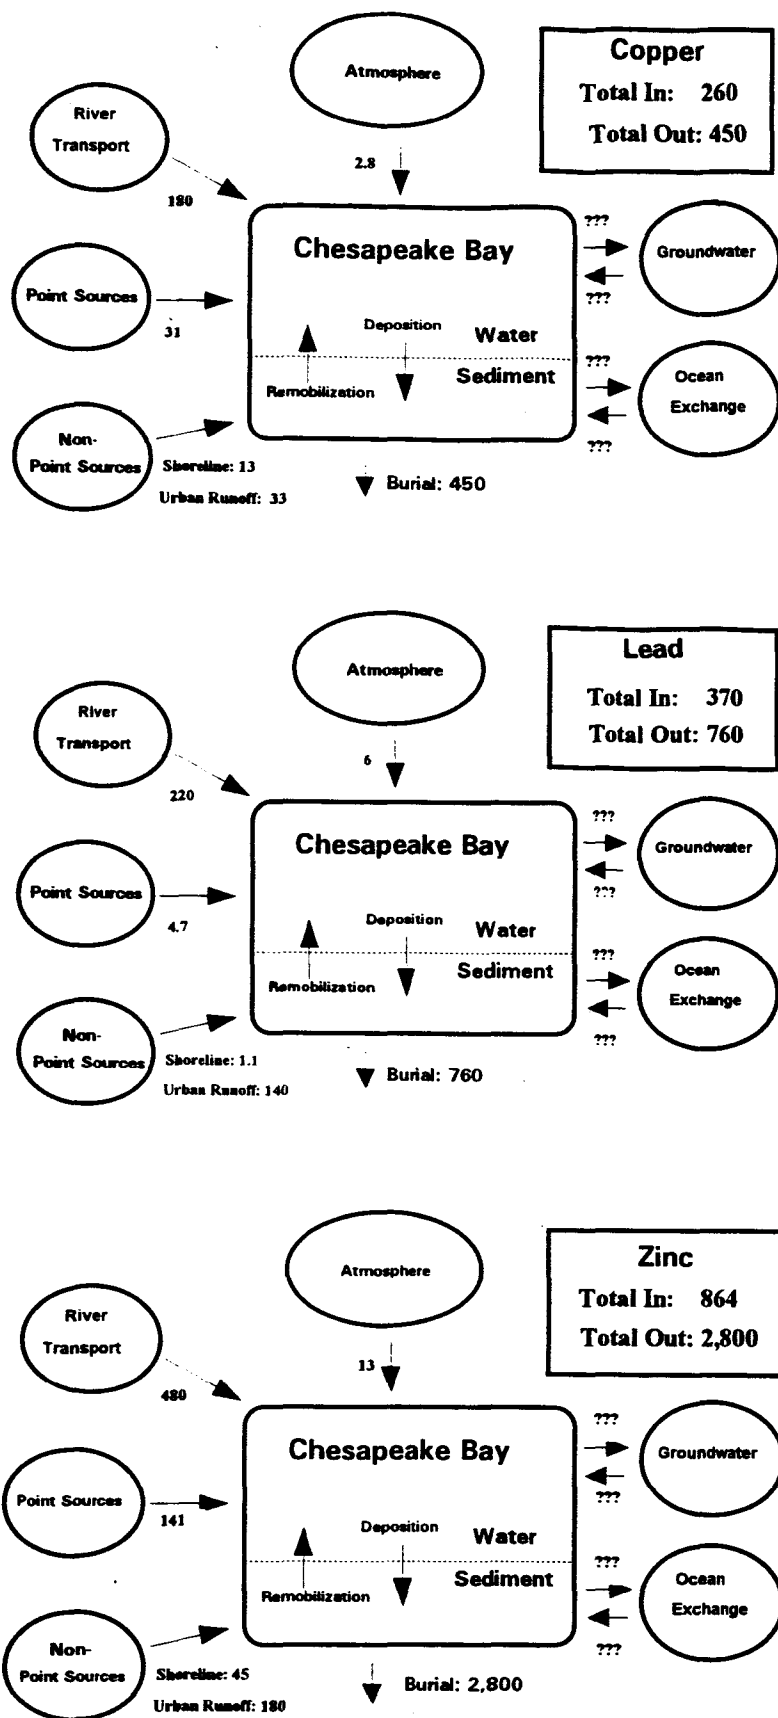 Copper
Total In: 260
Total Out: 450
Atmosphere
River
Transport
2.8
180
???
Chesapeake Bay
Groundwater
Point Sources
???
31
Deposition
Water
???
Sediment
Remobilization
Ocean
Exchange
Non-
Point Sources
???
Shoreline: 13
Urban Runoff: 33
Burial: 450
Lead
Total In: 370
Total Out: 760
Atmosphere
River
Transport
6
220
???
Chesapeake Bay
Groundwater
Point Sources
???
4.7
Deposition
Water
???
Sediment
Remobilization
Ocean
Exchange
Non-
Point Sources
???
Shoreline: 1.1
Urban Runoff: 140
Burial: 760
Zinc
Total In: 864
Total Out: 2,800
Atmosphere
River
Transport
13
480
???
Chesapeake Bay
Groundwater
Point Sources
???
141
Deposition
Water
???
Sediment
Remobilization
Ocean
Exchange
Non-
Point Sources
???
Shoreline: 45
Urban Runoff: 180
Burial: 2,800